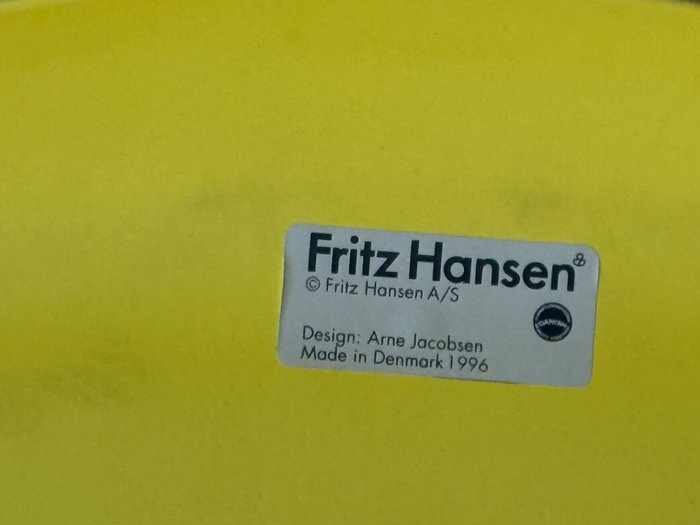 Fritz Hansen®
© Fritz Hansen A/S
Design: Arne Jacobsen
Made in Denmark 1996